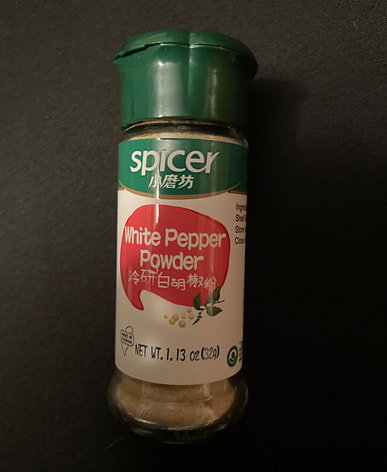 spicer
小磨坊
White Pepper
Powder
冷研白胡椒粉
NET WT. 1.13 oz (32g)